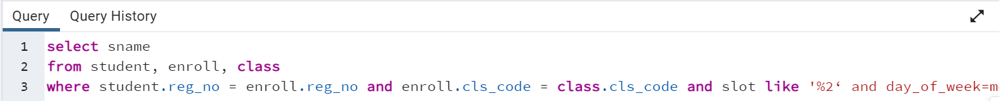 Query Query History
1 select sname
2 from student, enroll, class
3 where student.reg_no = enroll.reg_no and enroll.cls_code = class.cls_code and slot like '%2‘ and day_of_week=m